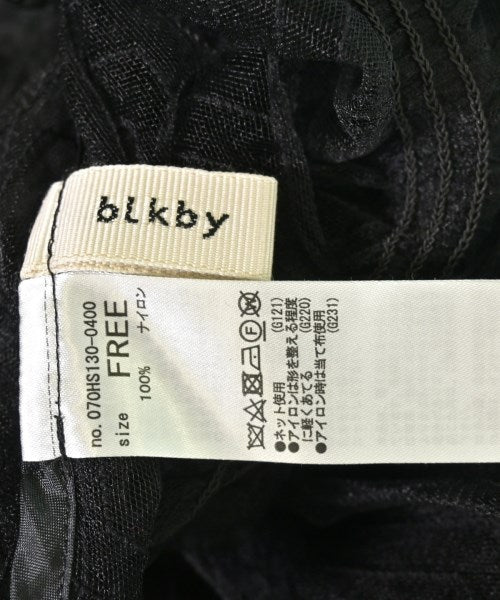 blkby
no. 070HS130-0400
size FREE
100% ナイロン
●ネット使用 (G121)
●アイロンは形を整える程度
に軽くあてる (G220)
●アイロン時は当て布使用
(G231)